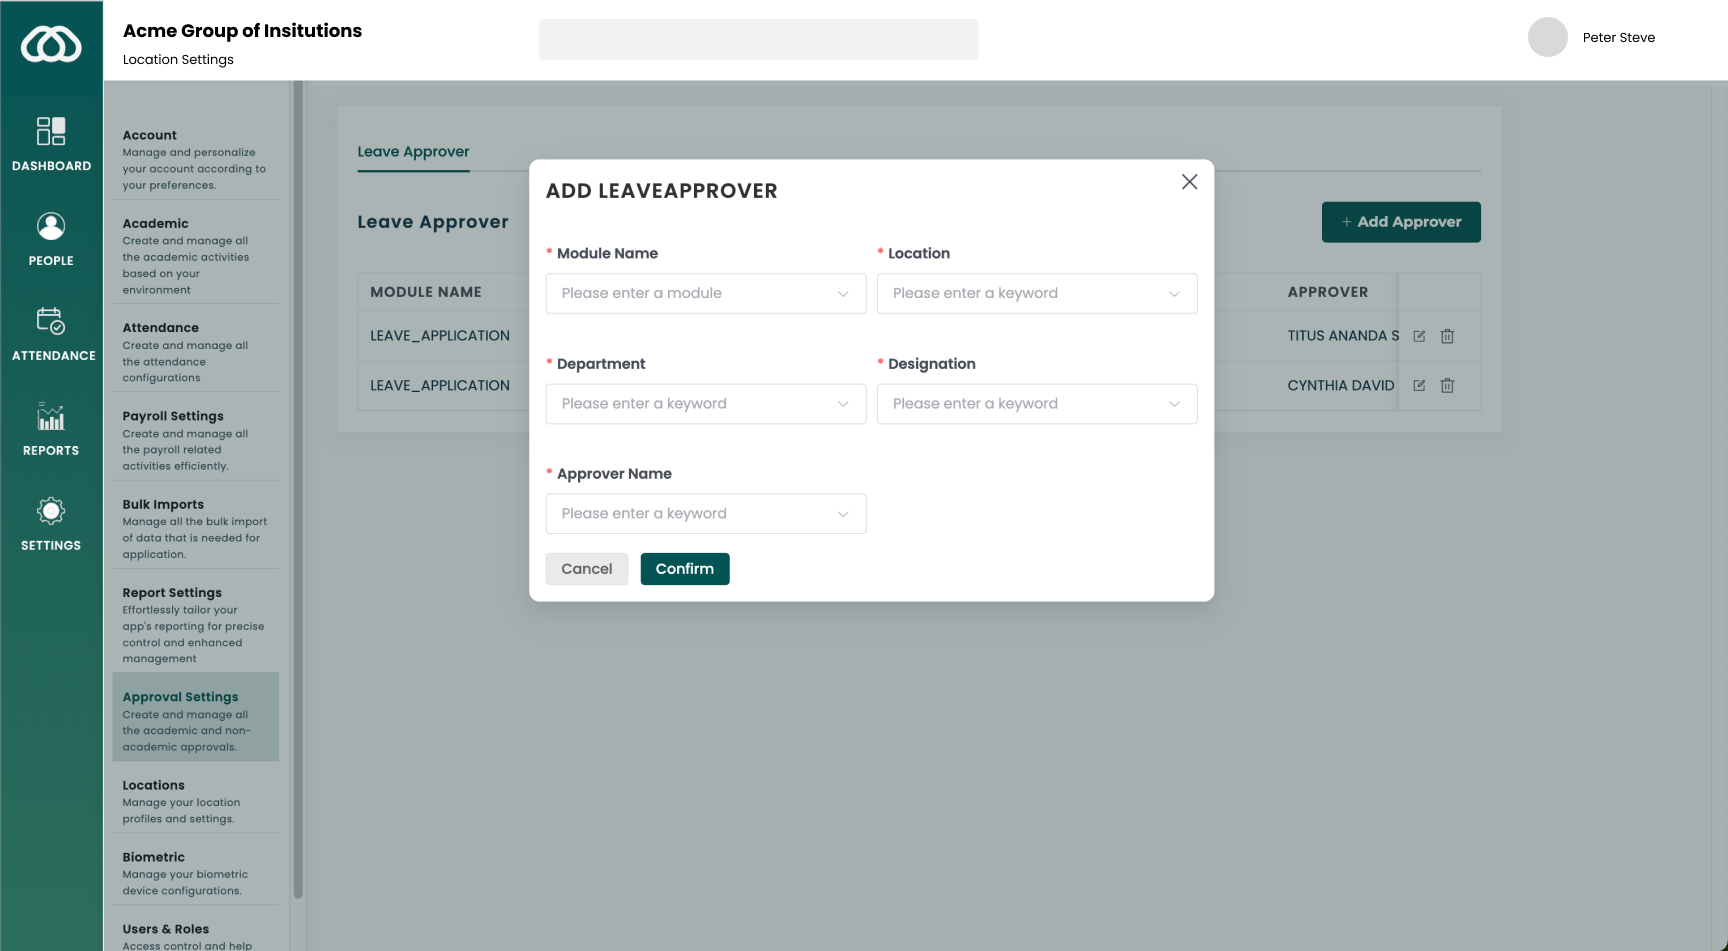 Acme Group of Insitutions
Location Settings
Peter Steve
DASHBOARD
PEOPLE
ATTENDANCE
REPORTS
SETTINGS
Account
Manage and personalize
your account according to
your preferences.
Academic
Create and manage all
the academic activities
based on your
environment
Attendance
Create and manage all
the attendance
configurations
Payroll Settings
Create and manage all
the payroll related
activities efficiently.
Bulk Imports
Manage all the bulk import
of data that is needed for
application.
Report Settings
Effortlessly tailor your
app's reporting for precise
control and enhanced
management
Approval Settings
Create and manage all
the academic and non-
academic approvals.
Locations
Manage your location
profiles and settings.
Biometric
Manage your biometric
device configurations.
Users & Roles
Access control and help
Leave Approver
Leave Approver
+ Add Approver
MODULE NAME
APPROVER
LEAVE_APPLICATION
TITUS ANANDA S
LEAVE_APPLICATION
CYNTHIA DAVID
ADD LEAVEAPPROVER
* Module Name
Please enter a module
* Location
Please enter a keyword
* Department
Please enter a keyword
* Designation
Please enter a keyword
* Approver Name
Please enter a keyword
Cancel
Confirm